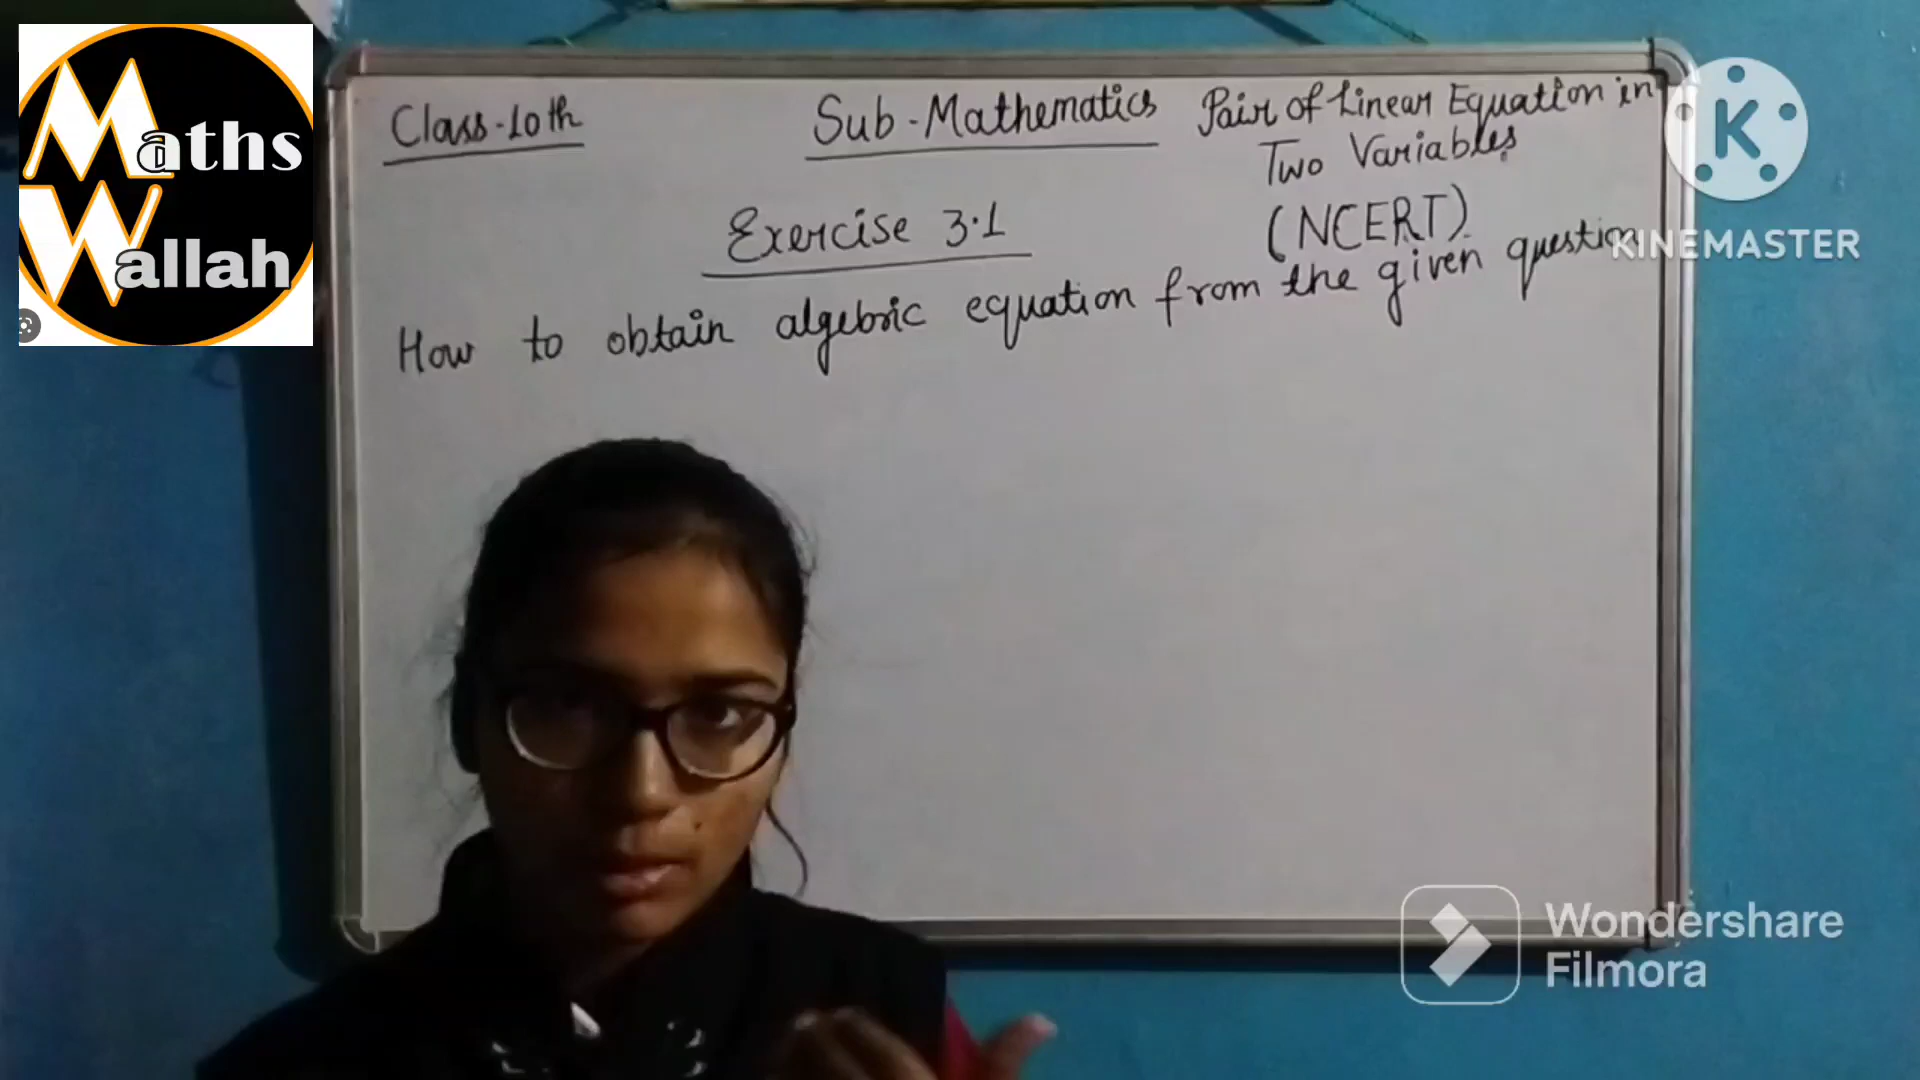 Maths
Wallah
Class-10th
Sub-Mathematics
Pair of Linear Equation in
Two Variables
(NCERT)
Exercise 3.1
How to obtain algebric equation from the given question
K
KINEMASTER
Wondershare
Filmora